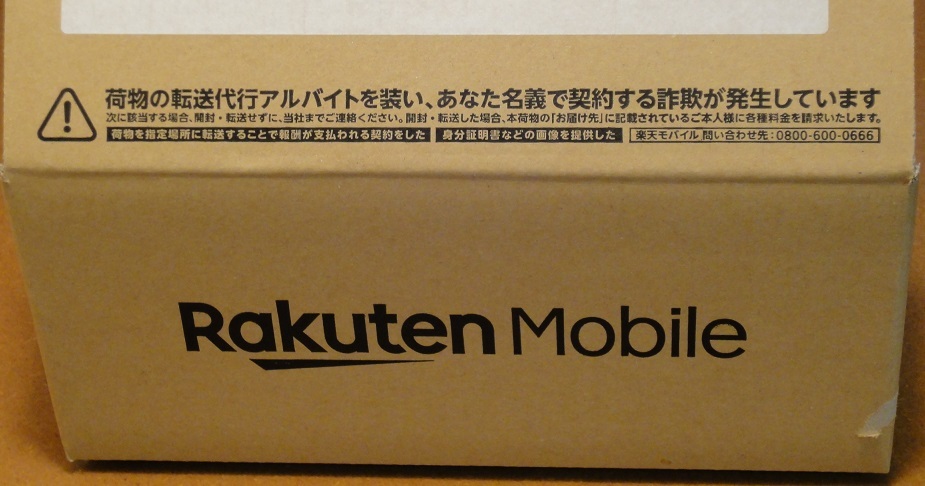 荷物の転送代行アルバイトを装い、あなた名義で契約する詐欺が発生しています
次に該当する場合、開封・転送せずに、当社までご連絡ください。開封・転送した場合、本荷物の「お届け先」に記載されているご本人様に各種料金を請求いたします。
荷物を指定場所に転送することで報酬が支払われる契約をした 身分証明書などの画像を提供した 楽天モバイル 問い合わせ先：0800-600-0666
Rakuten Mobile